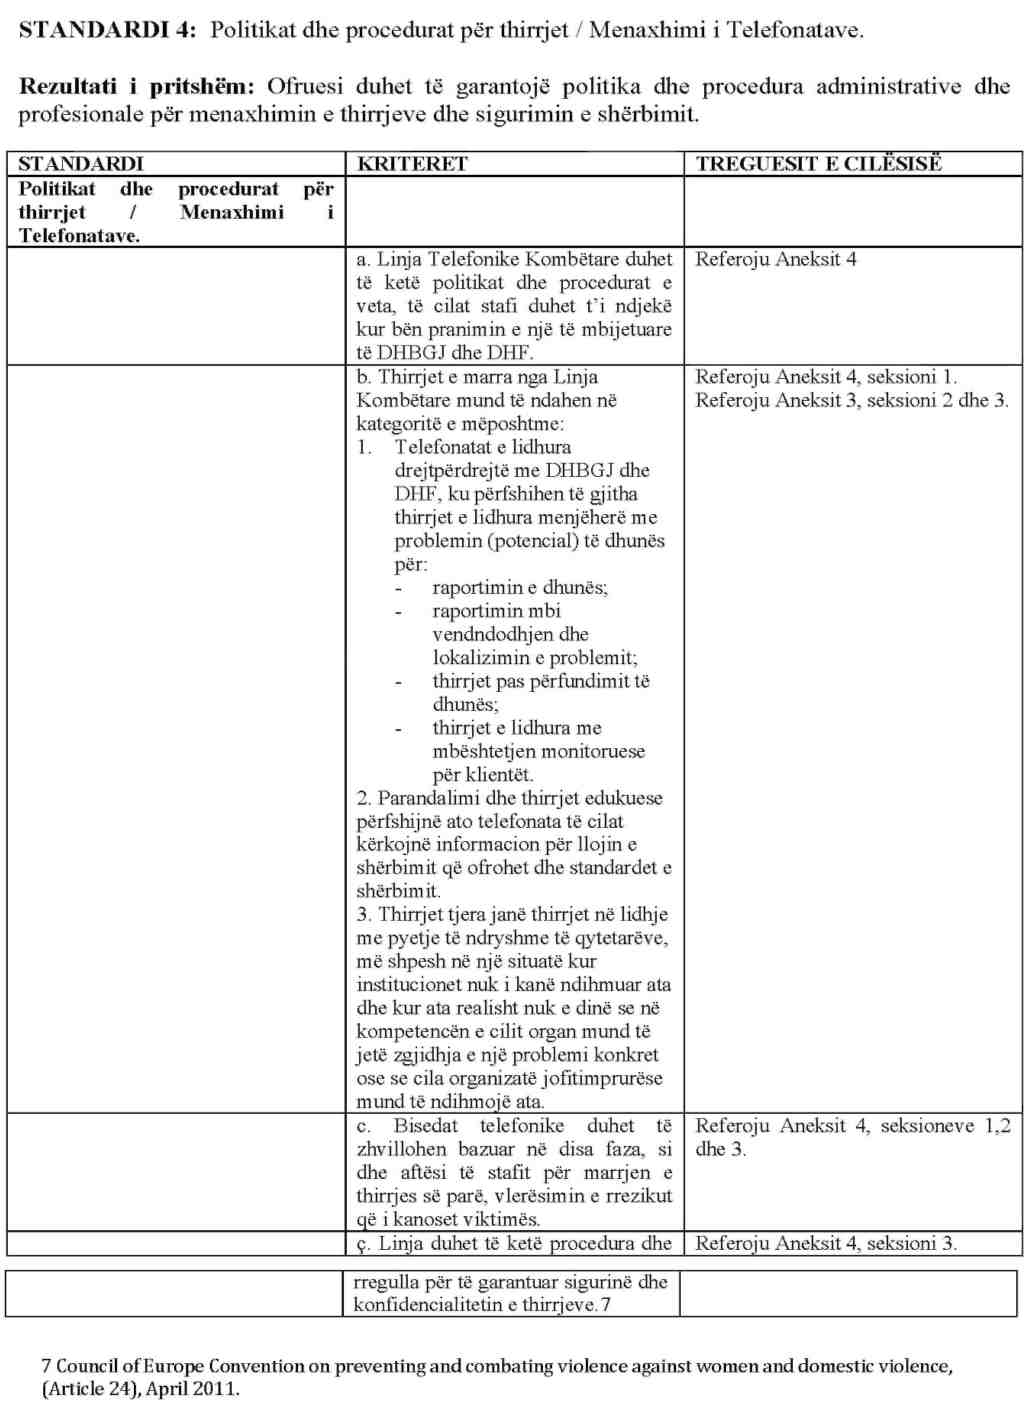 STANDARDI 4: Politikat dhe procedurat për thirrjet / Menaxhimi i Telefonatave.
Rezultati i pritshëm: Ofruesi duhet të garantojë politika dhe procedura administrative dhe
profesionale për menaxhimin e thirrjeve dhe sigurimin e shërbimit.
STANDARDI
KRITERET
TREGUESIT E CILËSISË
Politikat dhe procedurat për
thirrjet / Menaxhimi i
Telefonatave.
a. Linja Telefonike Kombëtare duhet
të ketë politikat dhe procedurat e
veta, të cilat stafi duhet t'i ndjekë
kur bën pranimin e një të mbijetuare
të DHBGJ dhe DHF.
Referoju Aneksit 4
b. Thirrjet e marra nga Linja
Kombëtare mund të ndahen në
kategoritë e mëposhtme:
1. Telefonatat e lidhura
drejtpërdrejtë me DHBGJ dhe
DHF, ku përfshihen të gjitha
thirrjet e lidhura menjëherë me
problemin (potencial) të dhunës
për:
- raportimin e dhunës;
- raportimin mbi
vendndodhjen dhe
lokalizimin e problemit;
- thirrjet pas përfundimit të
dhunës;
- thirrjet e lidhura me
mbështetjen monitoruese
për klientët.
2. Parandalimi dhe thirrjet edukuese
përfshijnë ato telefonata të cilat
kërkojnë informacion për llojin e
shërbimit që ofrohet dhe standardet e
shërbimit.
3. Thirrjet tjera janë thirrjet në lidhje
me pyetje të ndryshme të qytetarëve,
më shpesh në një situatë kur
institucionet nuk i kanë ndihmuar ata
dhe kur ata realisht nuk e dinë se në
kompetencën e cilit organ mund të
jetë zgjidhja e një problemi konkret
ose se cila organizatë jofitimprurëse
mund të ndihmojë ata.
Referoju Aneksit 4, seksioni 1.
Referoju Aneksit 3, seksioni 2 dhe 3.
c. Bisedat telefonike duhet të
zhvillohen bazuar në disa faza, si
dhe aftësi të stafit për marrjen e
thirrjes së parë, vlerësimin e rrezikut
që i kanoset viktimës.
Referoju Aneksit 4, seksioneve 1,2
dhe 3.
ç. Linja duhet të ketë procedura dhe
Referoju Aneksit 4, seksioni 3.
rregulla për të garantuar sigurinë dhe
konfidencialitetin e thirrjeve.7
7 Council of Europe Convention on preventing and combating violence against women and domestic violence,
(Article 24), April 2011.